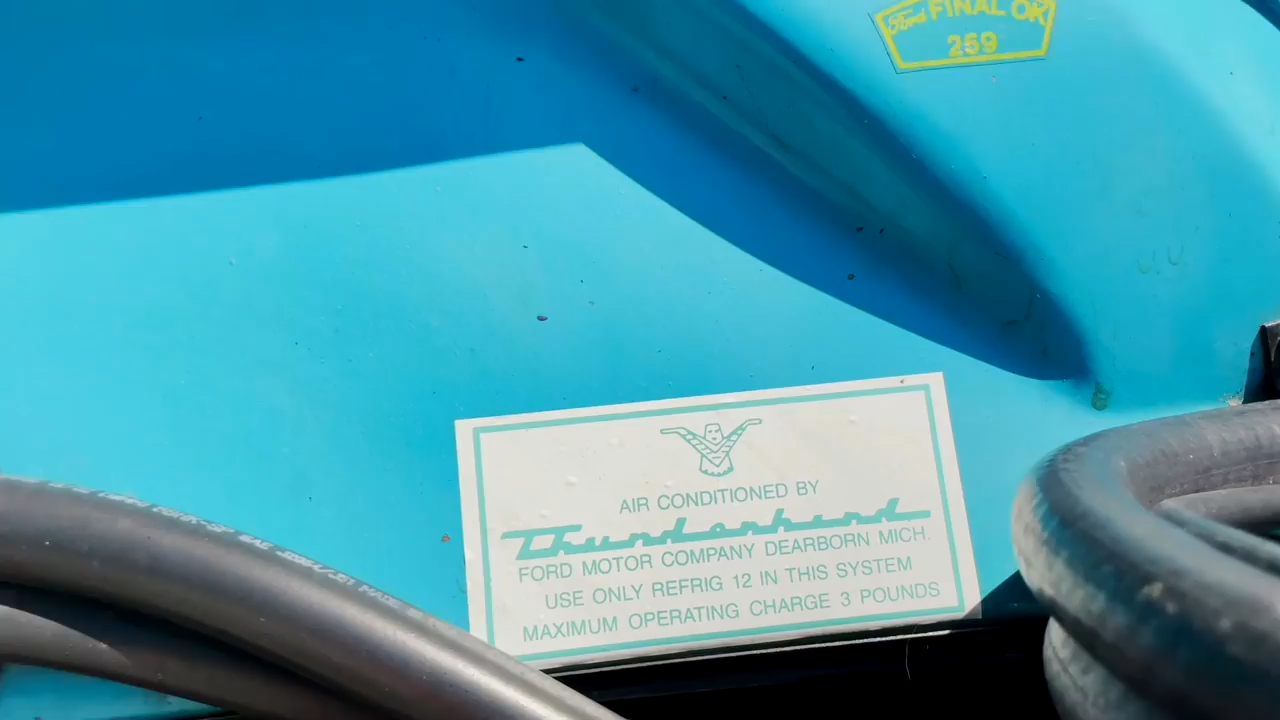 Ford FINAL OK
259
AIR CONDITIONED BY
Thunderbird
FORD MOTOR COMPANY DEARBORN MICH.
USE ONLY REFRIG 12 IN THIS SYSTEM
MAXIMUM OPERATING CHARGE 3 POUNDS